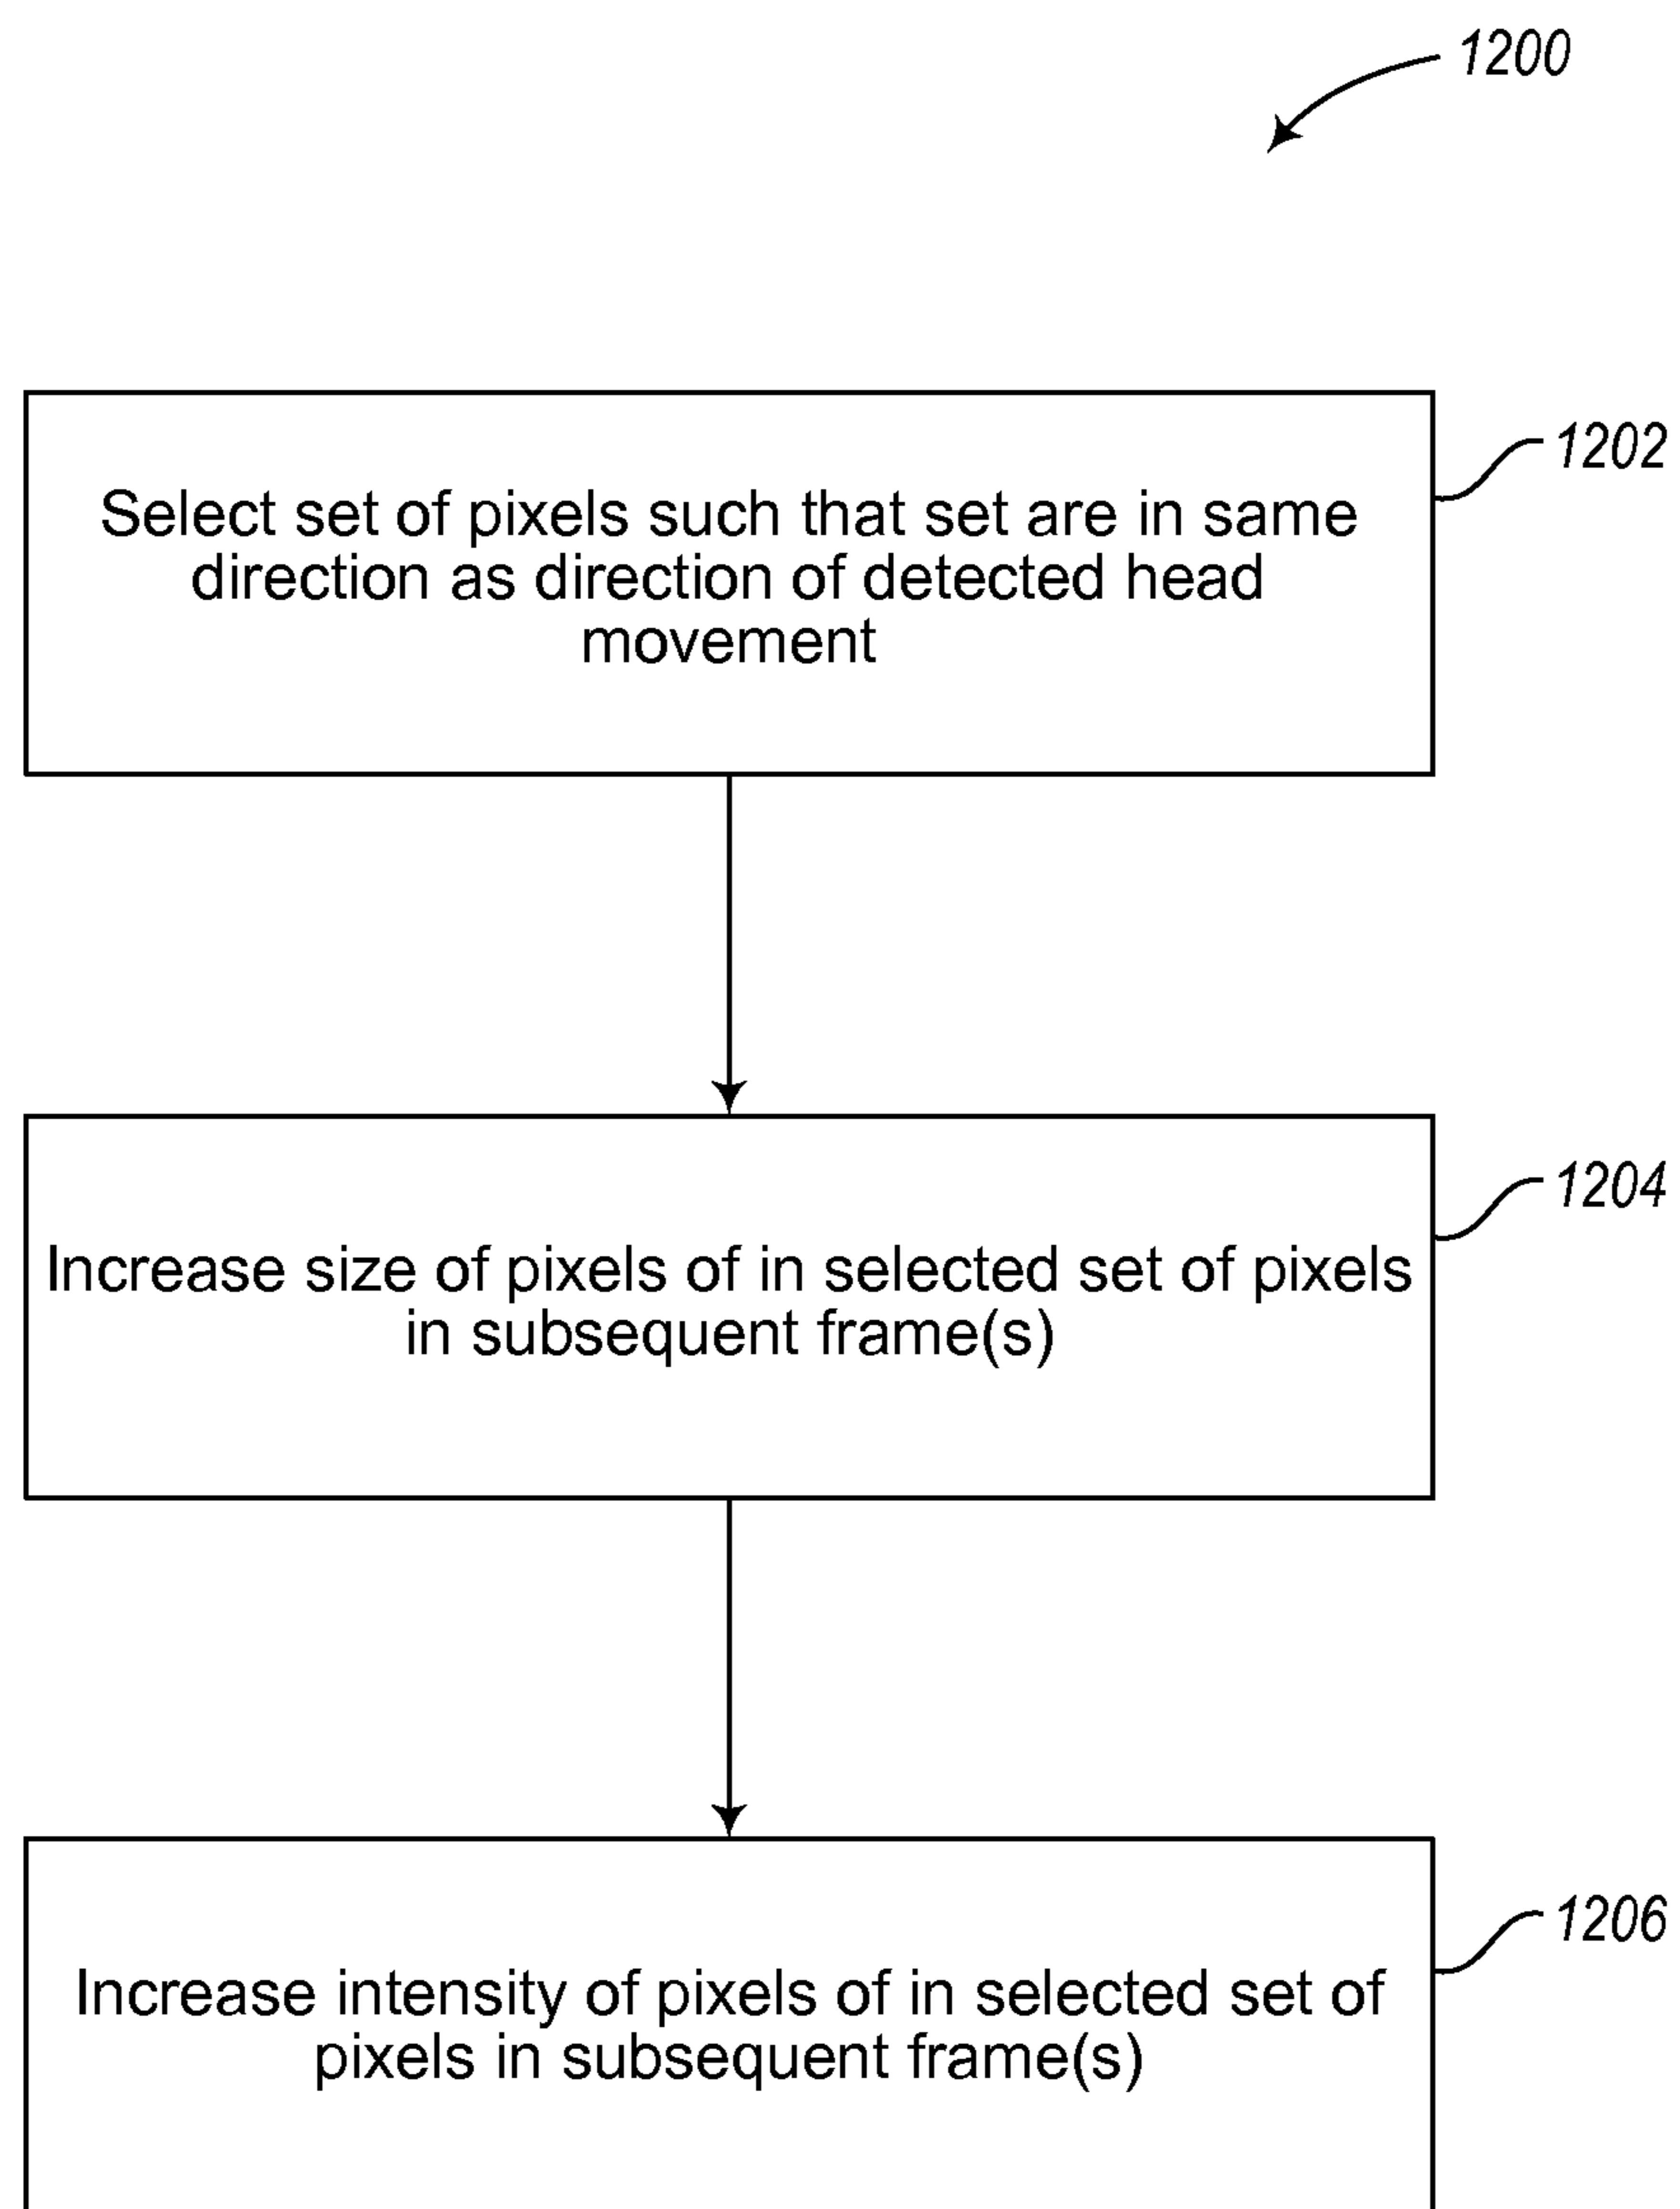 1200
1202
Select set of pixels such that set are in same
direction as direction of detected head
movement
1204
Increase size of pixels of in selected set of pixels
in subsequent frame(s)
1206
Increase intensity of pixels of in selected set of
pixels in subsequent frame(s)